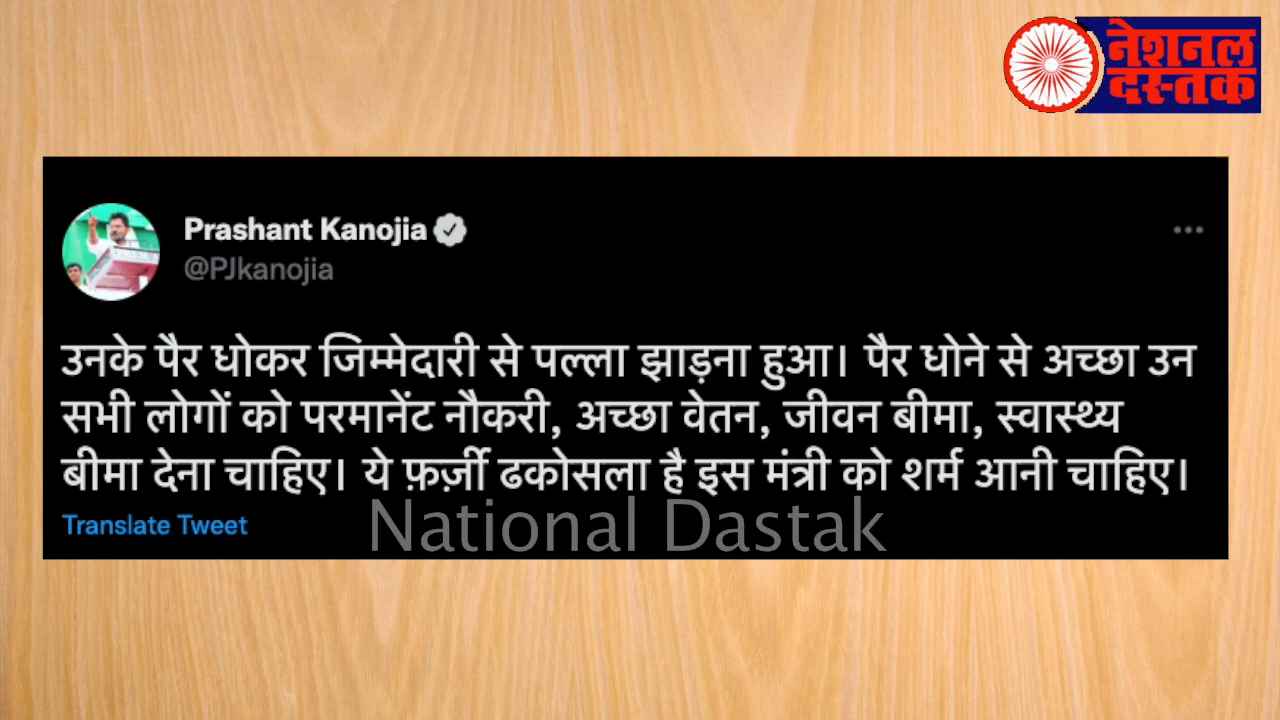 नेशनल
दस्तक
Prashant Kanojia
@PJkanojia
उनके पैर धोकर जिम्मेदारी से पल्ला झाड़ना हुआ। पैर धोने से अच्छा उन
सभी लोगों को परमानेंट नौकरी, अच्छा वेतन, जीवन बीमा, स्वास्थ्य
बीमा देना चाहिए। ये फ़र्ज़ी ढकोसला है इस मंत्री को शर्म आनी चाहिए।
Translate Tweet
National Dastak